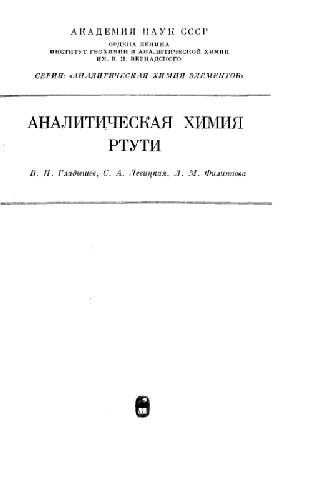 АКАДЕМИЯ НАУК СССР
ОРДЕНА ЛЕНИНА
ИНСТИТУТ ГЕОХИМИИ И АНАЛИТИЧЕСКОЙ ХИМИИ
ИМ. В. И. ВЕРНАДСКОГО
СЕРИЯ: «АНАЛИТИЧЕСКАЯ ХИМИЯ ЭЛЕМЕНТОВ»
АНАЛИТИЧЕСКАЯ ХИМИЯ
РТУТИ
В. П. Гладышев, С. А. Левицкая, Л. М. Филиппова